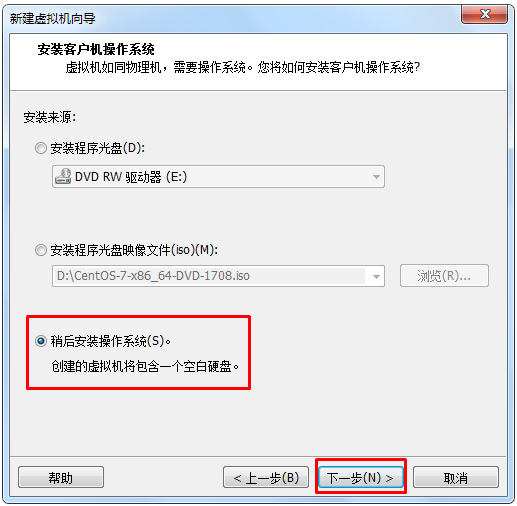 新建虚拟机向导
安装客户机操作系统
虚拟机如同物理机，需要操作系统。您将如何安装客户机操作系统?
安装来源:
安装程序光盘(D):
DVD RW 驱动器 (E:)
安装程序光盘映像文件(iso)(M):
D:\CentOS-7-x86_64-DVD-1708.iso
浏览(R)...
稍后安装操作系统(S)。
创建的虚拟机将包含一个空白硬盘。
帮助
< 上一步(B)
下一步(N) >
取消